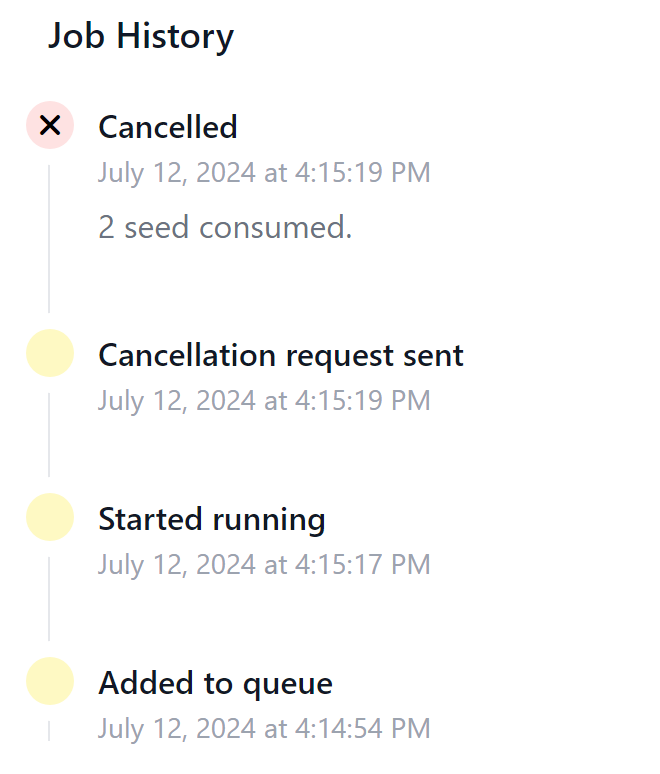 Job History
Cancelled
July 12, 2024 at 4:15:19 PM
2 seed consumed.
Cancellation request sent
July 12, 2024 at 4:15:19 PM
Started running
July 12, 2024 at 4:15:17 PM
Added to queue
July 12, 2024 at 4:14:54 PM